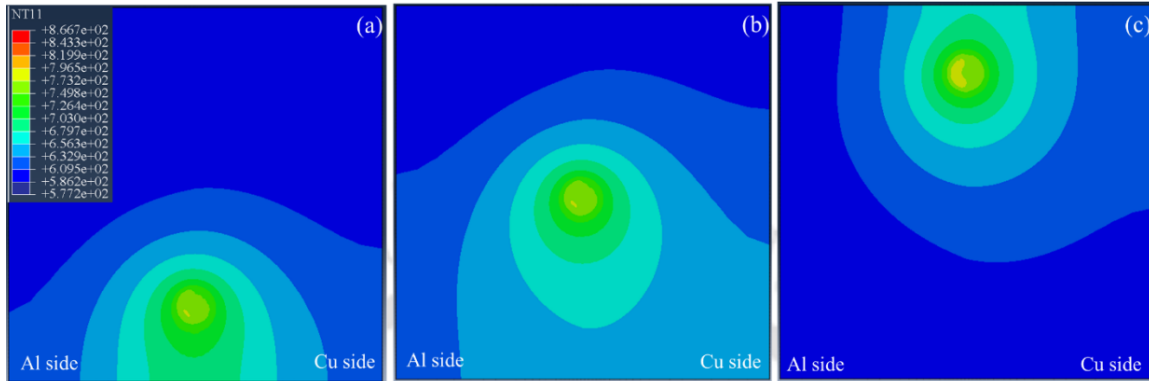 NT11
+8.667e+02
+8.433e+02
+8.199e+02
+7.965e+02
+7.732e+02
+7.498e+02
+7.264e+02
+7.030e+02
+6.797e+02
+6.563e+02
+6.329e+02
+6.095e+02
+5.862e+02
+5.772e+02
(a)
Al side Cu side
(b)
Al side Cu side
(c)
Al side Cu side